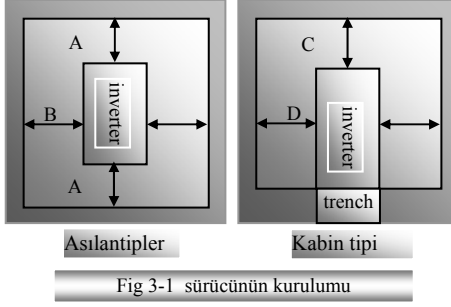 A
B
inverter
A
C
D
inverter
trench
Asılantipler
Kabin tipi
Fig 3-1 sürücünün kurulumu